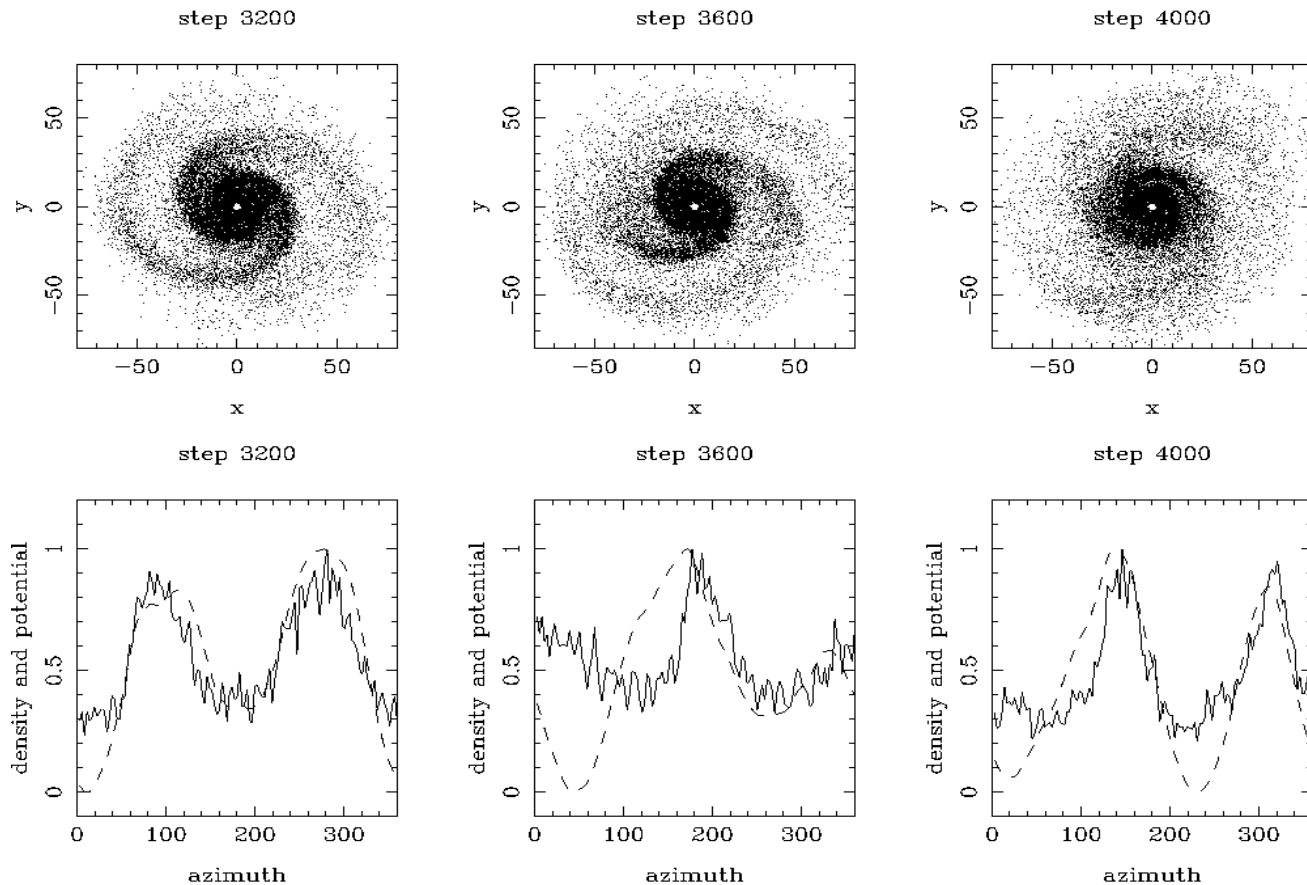 step 3200 step 3600 step 4000
y 50 0 −50 y 50 0 −50 y 50 0 −50
−50 0 50 −50 0 50 −50 0 50
x x x
step 3200 step 3600 step 4000
density and potential 1 0.5 0 density and potential 1 0.5 0 density and potential 1 0.5 0
0 100 200 300 0 100 200 300 0 100 200 300
azimuth azimuth azimuth